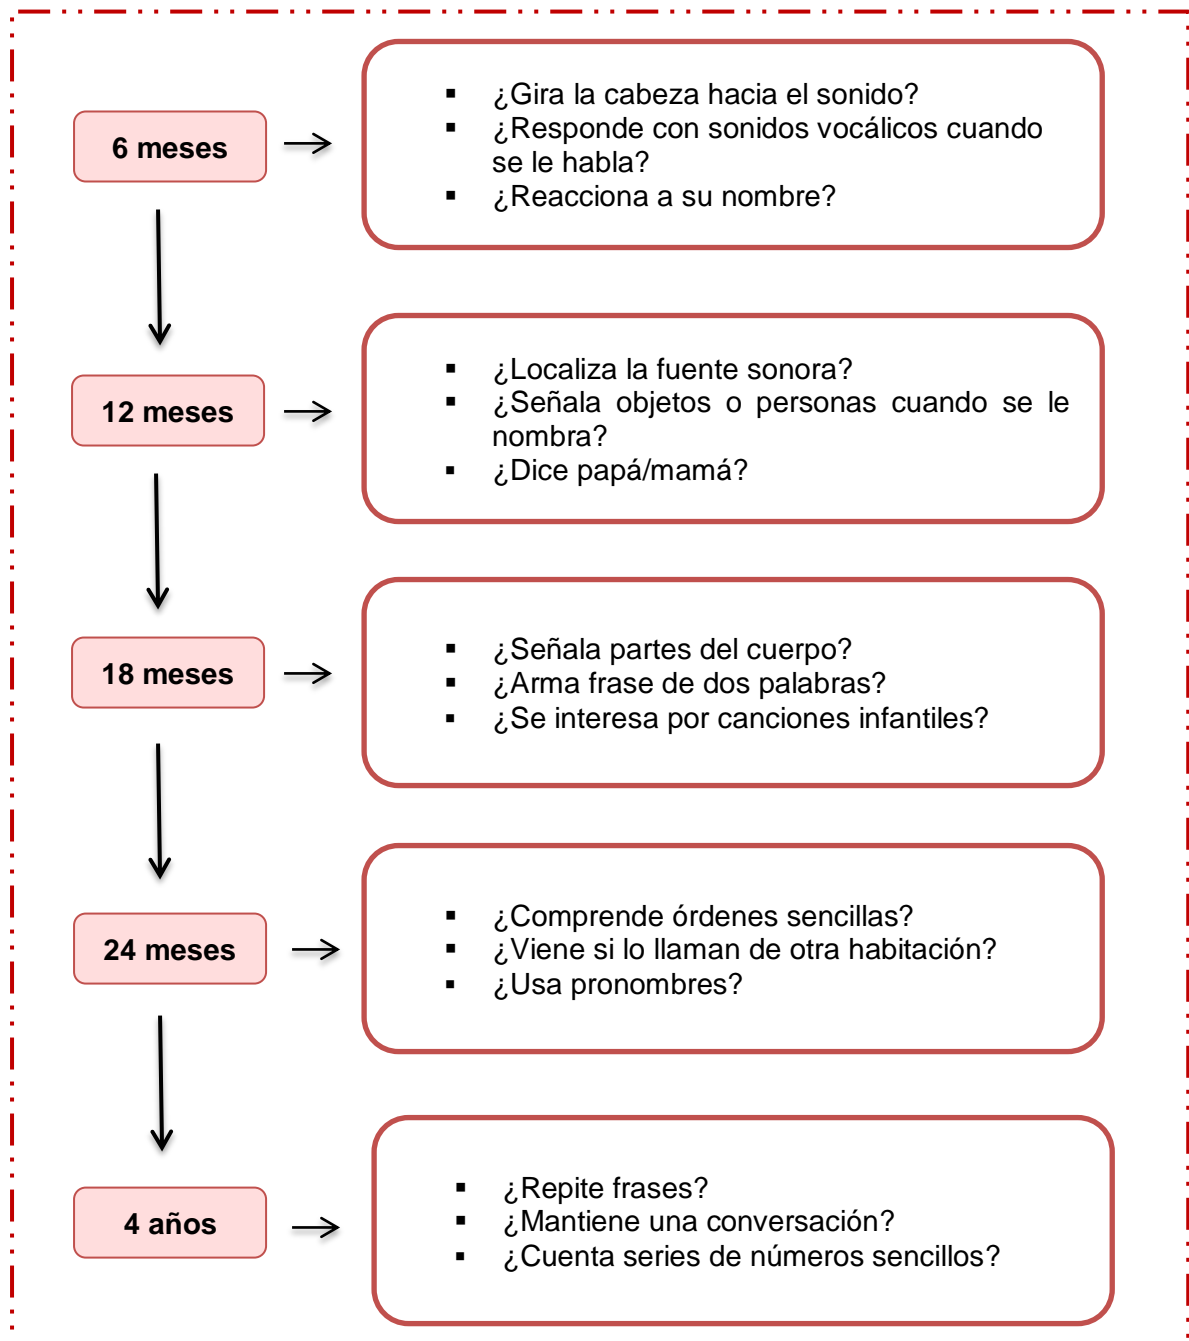 6 meses
▪ ¿Gira la cabeza hacia el sonido?
▪ ¿Responde con sonidos vocálicos cuando
se le habla?
▪ ¿Reacciona a su nombre?
12 meses
▪ ¿Localiza la fuente sonora?
▪ ¿Señala objetos o personas cuando se le
nombra?
▪ ¿Dice papá/mamá?
18 meses
▪ ¿Señala partes del cuerpo?
▪ ¿Arma frase de dos palabras?
▪ ¿Se interesa por canciones infantiles?
24 meses
▪ ¿Comprende órdenes sencillas?
▪ ¿Viene si lo llaman de otra habitación?
▪ ¿Usa pronombres?
4 años
▪ ¿Repite frases?
▪ ¿Mantiene una conversación?
▪ ¿Cuenta series de números sencillos?